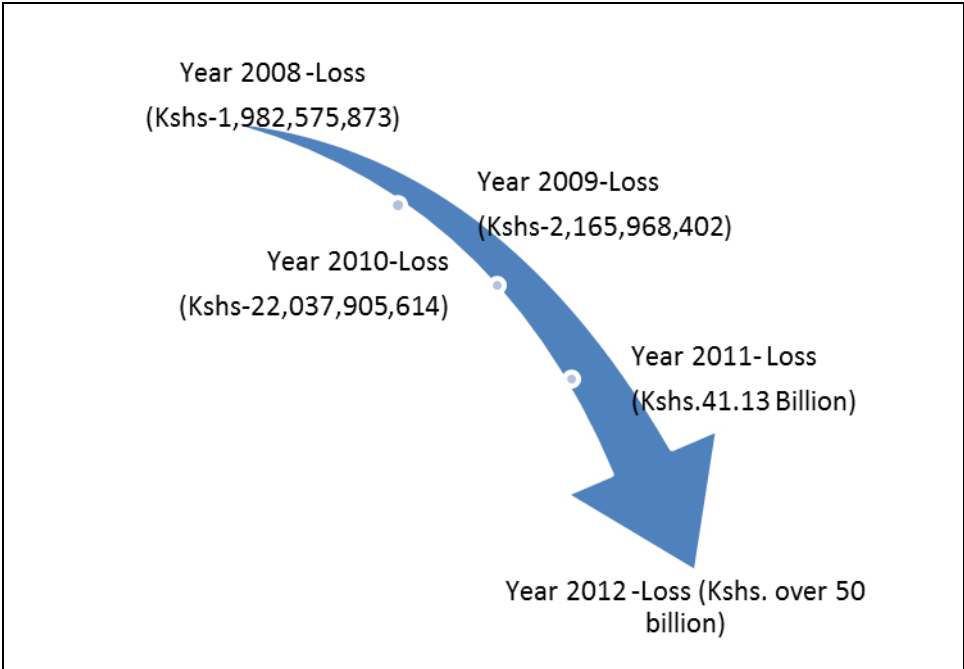 Year 2008 -Loss
(Kshs-1,982,575,873)
Year 2009-Loss
(Kshs-2,165,968,402)
Year 2010-Loss
(Kshs-22,037,905,614)
Year 2011- Loss
(Kshs.41.13 Billion)
Year 2012 -Loss (Kshs. over 50
billion)